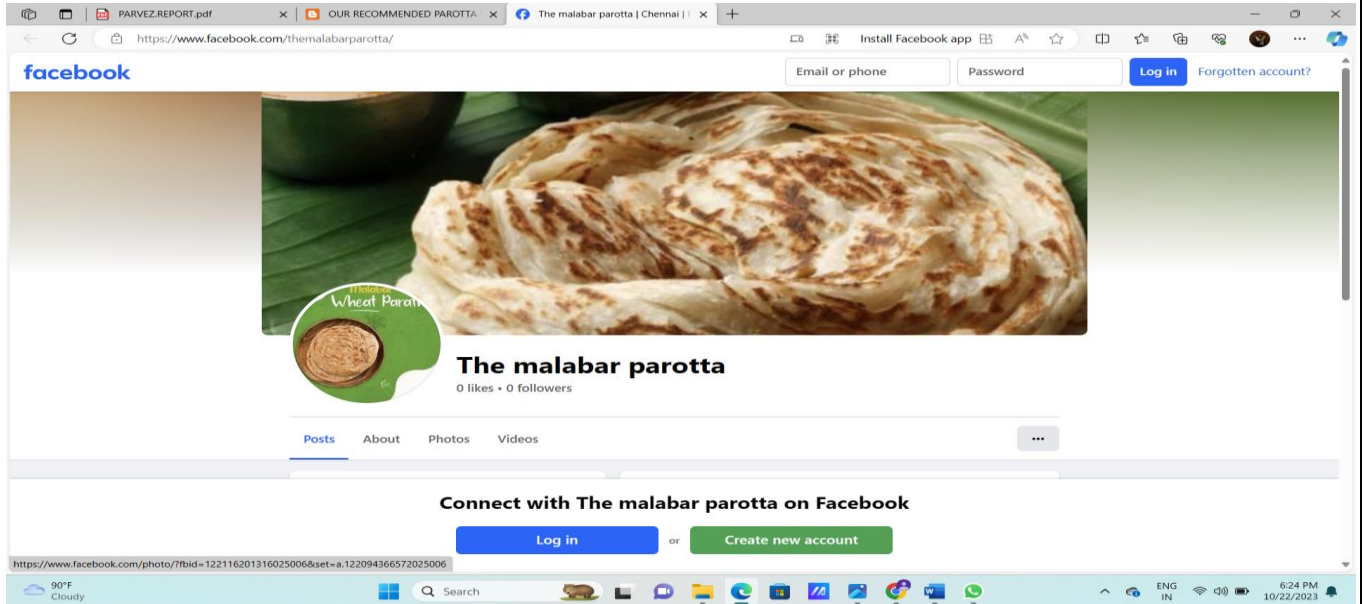 PARVEZ.REPORT.pdf
OUR RECOMMENDED PAROTTA
The malabar parotta | Chennai |
https://www.facebook.com/themalabarparotta/
Install Facebook app
facebook
Email or phone
Password
Log in
Forgotten account?
Malabar
Wheat Parat
The malabar parotta
0 likes • 0 followers
Posts
About
Photos
Videos
Connect with The malabar parotta on Facebook
Log in
or
Create new account
https://www.facebook.com/photo/?fbid=122116201316025006&set=a.122094366572025006
90°F
Cloudy
Search
ENG
IN
6:24 PM
10/22/2023